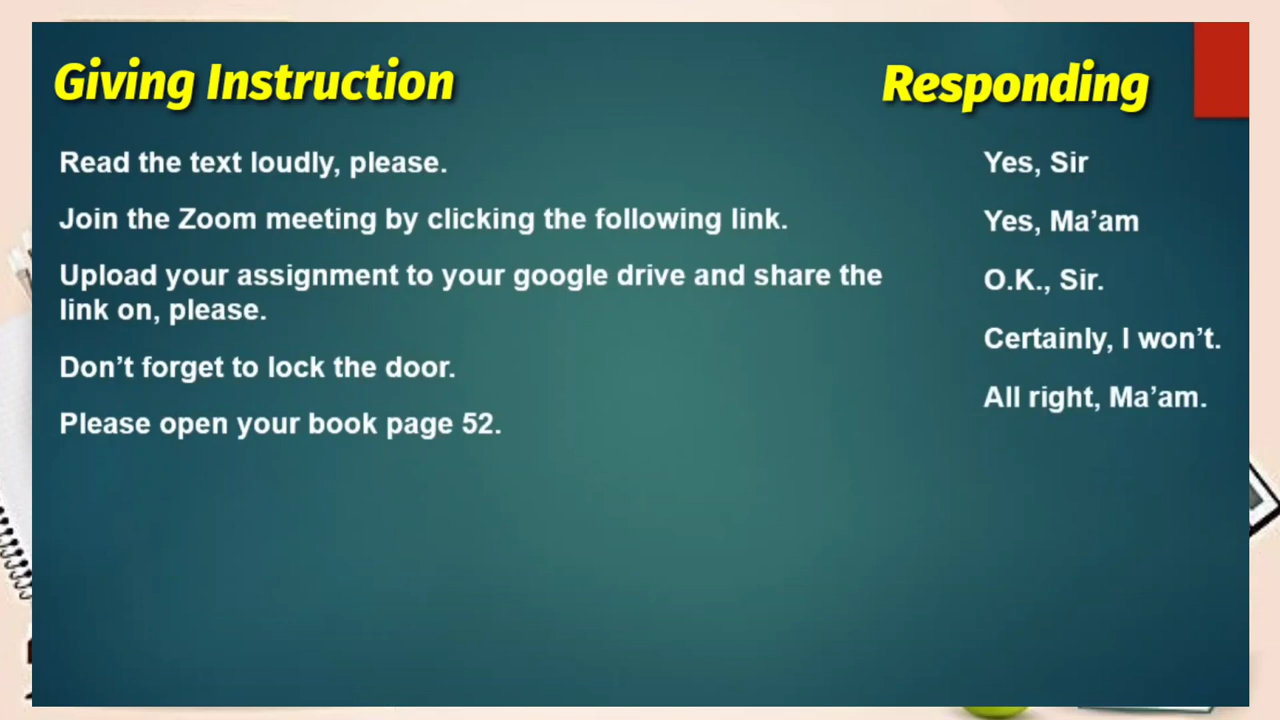 Giving Instruction
Responding
Read the text loudly, please.
Yes, Sir
Join the Zoom meeting by clicking the following link.
Yes, Ma’am
Upload your assignment to your google drive and share the
link on, please.
O.K., Sir.
Don’t forget to lock the door.
Certainly, I won’t.
Please open your book page 52.
All right, Ma’am.